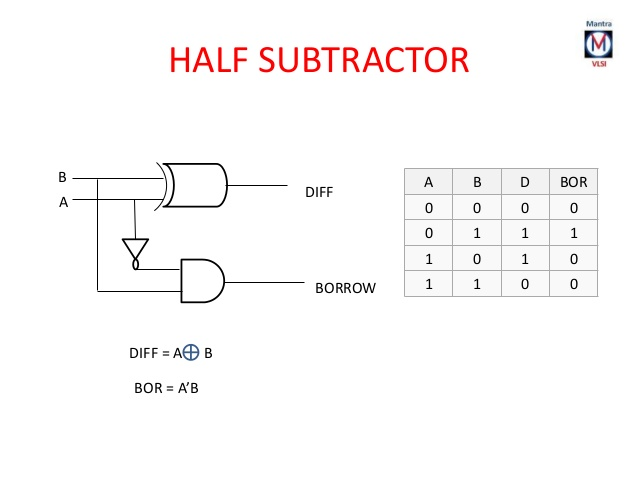 Mantra
M
VLSI
HALF SUBTRACTOR
B
A
DIFF
BORROW
A B D BOR
0 0 0 0
0 1 1 1
1 0 1 0
1 1 0 0
DIFF = A⊕ B
BOR = A’B